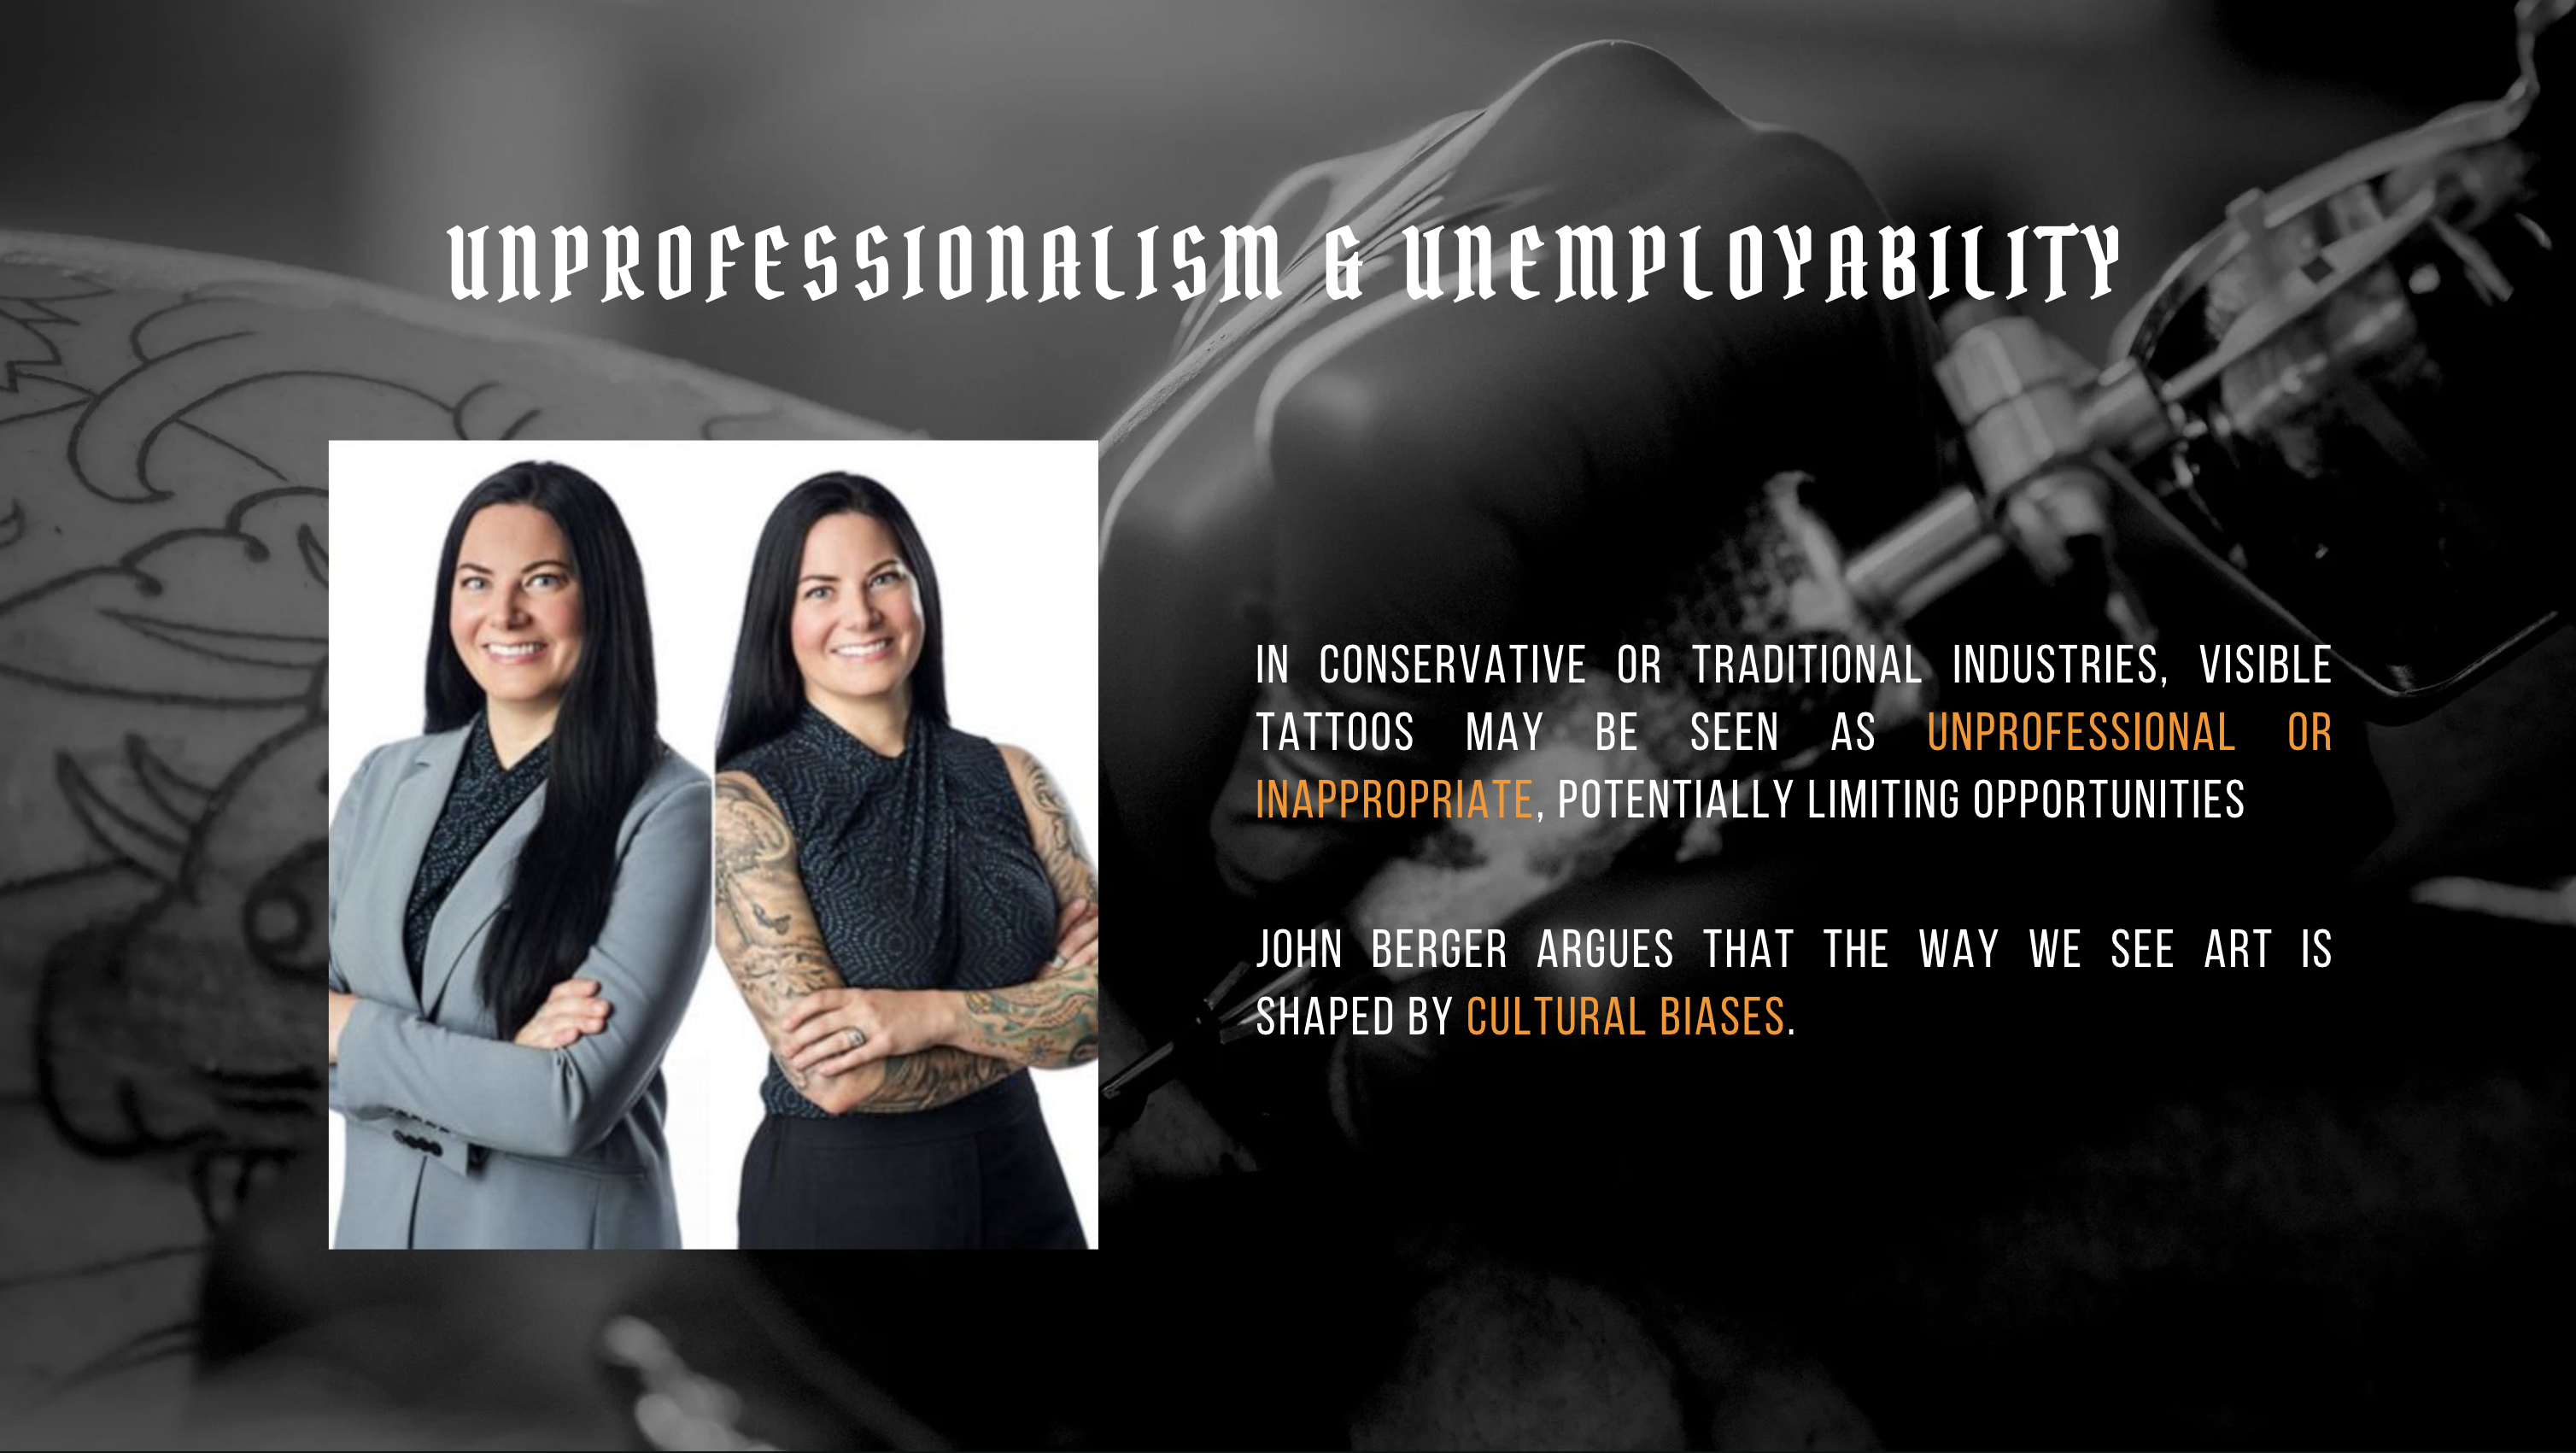 UNPROFESSIONALISM & UNEMPLOYABILITY
IN CONSERVATIVE OR TRADITIONAL INDUSTRIES, VISIBLE
TATTOOS MAY BE SEEN AS UNPROFESSIONAL OR
INAPPROPRIATE, POTENTIALLY LIMITING OPPORTUNITIES
JOHN BERGER ARGUES THAT THE WAY WE SEE ART IS
SHAPED BY CULTURAL BIASES.